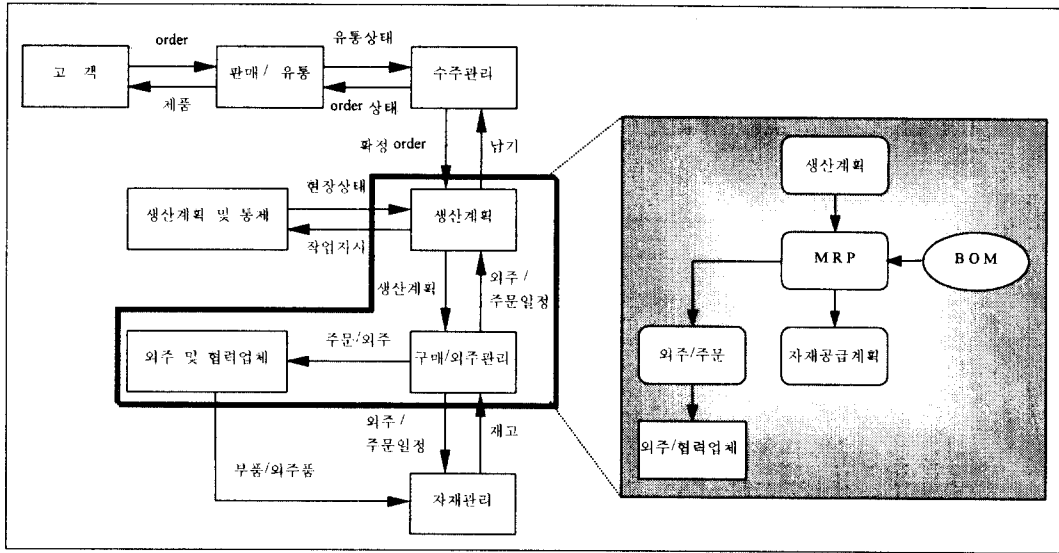 order
유통상태
고 객
판매 / 유통
수주관리
제품
order 상태
확정 order
납기
현장상태
생산계획 및 통제
생산계획
작업지시
생산계획
외주 /
주문일정
주문/외주
외주 및 협력업체
구매/외주관리
외주 /
주문일정
재고
부품/외주품
자재관리
생산계획
MRP
BOM
외주/주문
자재공급계획
외주/협력업체